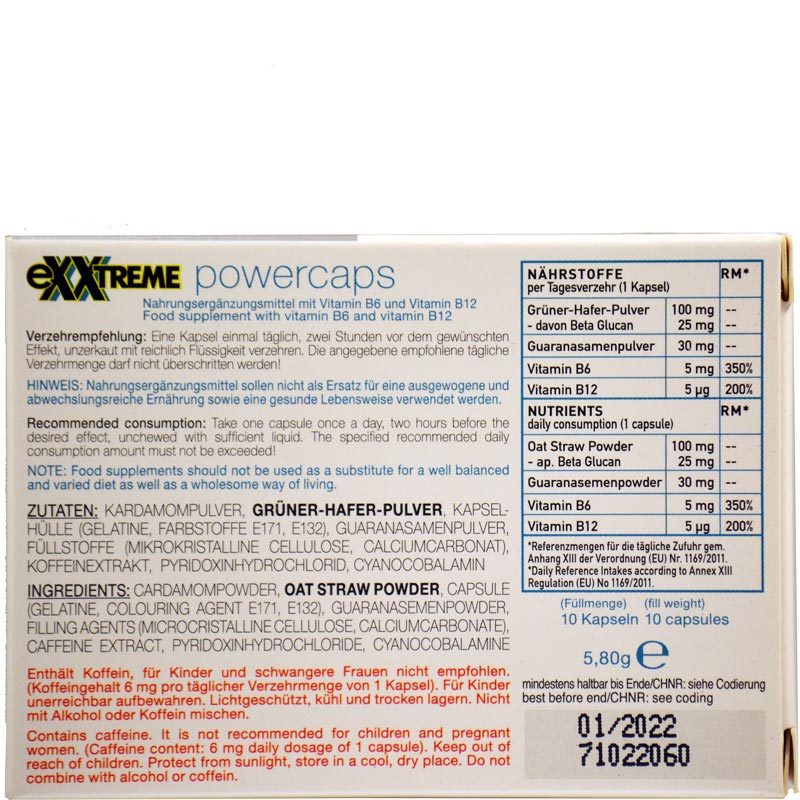 eXXTREME powercaps
Nahrungsergänzungsmittel mit Vitamin B6 und Vitamin B12
Food supplement with vitamin B6 and vitamin B12
Verzehrempfehlung: Eine Kapsel einmal täglich, zwei Stunden vor dem gewünschten
Effekt, unzerkaut mit reichlich Flüssigkeit verzehren. Die angegebene empfohlene tägliche
Verzehrmenge darf nicht überschritten werden!
HINWEIS: Nahrungsergänzungsmittel sollen nicht als Ersatz für eine ausgewogene und
abwechslungsreiche Ernährung sowie eine gesunde Lebensweise verwendet werden.
Recommended consumption: Take one capsule once a day, two hours before the
desired effect, unchewed with sufficient liquid. The specified recommended daily
consumption amount must not be exceeded!
NOTE: Food supplements should not be used as a substitute for a well balanced
and varied diet as well as a wholesome way of living.
ZUTATEN: KARDAMOMPULVER, GRÜNER-HAFER-PULVER, KAPSEL-
HÜLLE (GELATINE, FARBSTOFFE E171, E132), GUARANASAMENPULVER,
FÜLLSTOFFE (MIKROKRISTALLINE CELLULOSE, CALCIUMCARBONAT),
KOFFEINEXTRAKT, PYRIDOXINHYDROCHLORID, CYANOCOBALAMIN
INGREDIENTS: CARDAMOMPOWDER, OAT STRAW POWDER, CAPSULE
(GELATINE, COLOURING AGENT E171, E132), GUARANASEMENPOWDER,
FILLING AGENTS (MICROCRISTALLINE CELLULOSE, CALCIUMCARBONATE),
CAFFEINE EXTRACT, PYRIDOXINHYDROCHLORIDE, CYANOCOBALAMINE
Enthält Koffein, für Kinder und schwangere Frauen nicht empfohlen.
(Koffeingehalt 6 mg pro täglicher Verzehrmenge von 1 Kapsel). Für Kinder
unerreichbar aufbewahren. Lichtgeschützt, kühl und trocken lagern. Nicht
mit Alkohol oder Koffein mischen.
Contains caffeine. It is not recommended for children and pregnant
women. (Caffeine content: 6 mg daily dosage of 1 capsule). Keep out of
reach of children. Protect from sunlight, store in a cool, dry place. Do not
combine with alcohol or coffein.
NÄHRSTOFFE RM*
per Tagesverzehr (1 Kapsel)
Grüner-Hafer-Pulver 100 mg --
- davon Beta Glucan 25 mg --
Guaranasamenpulver 30 mg --
Vitamin B6 5 mg 350%
Vitamin B12 5 µg 200%
NUTRIENTS RM*
daily consumption (1 capsule)
Oat Straw Powder 100 mg --
- ap. Beta Glucan 25 mg --
Guaranasemenpowder 30 mg --
Vitamin B6 5 mg 350%
Vitamin B12 5 µg 200%
*Referenzmengen für die tägliche Zufuhr gem.
Anhang XIII der Verordnung (EU) Nr. 1169/2011.
*Daily Reference Intakes according to Annex XIII
Regulation (EU) No 1169/2011.
(Füllmenge) (fill weight)
10 Kapseln 10 capsules
5,80g e
mindestens haltbar bis Ende/CHNR: siehe Codierung
best before end/CHNR: see coding
01/2022
71022060